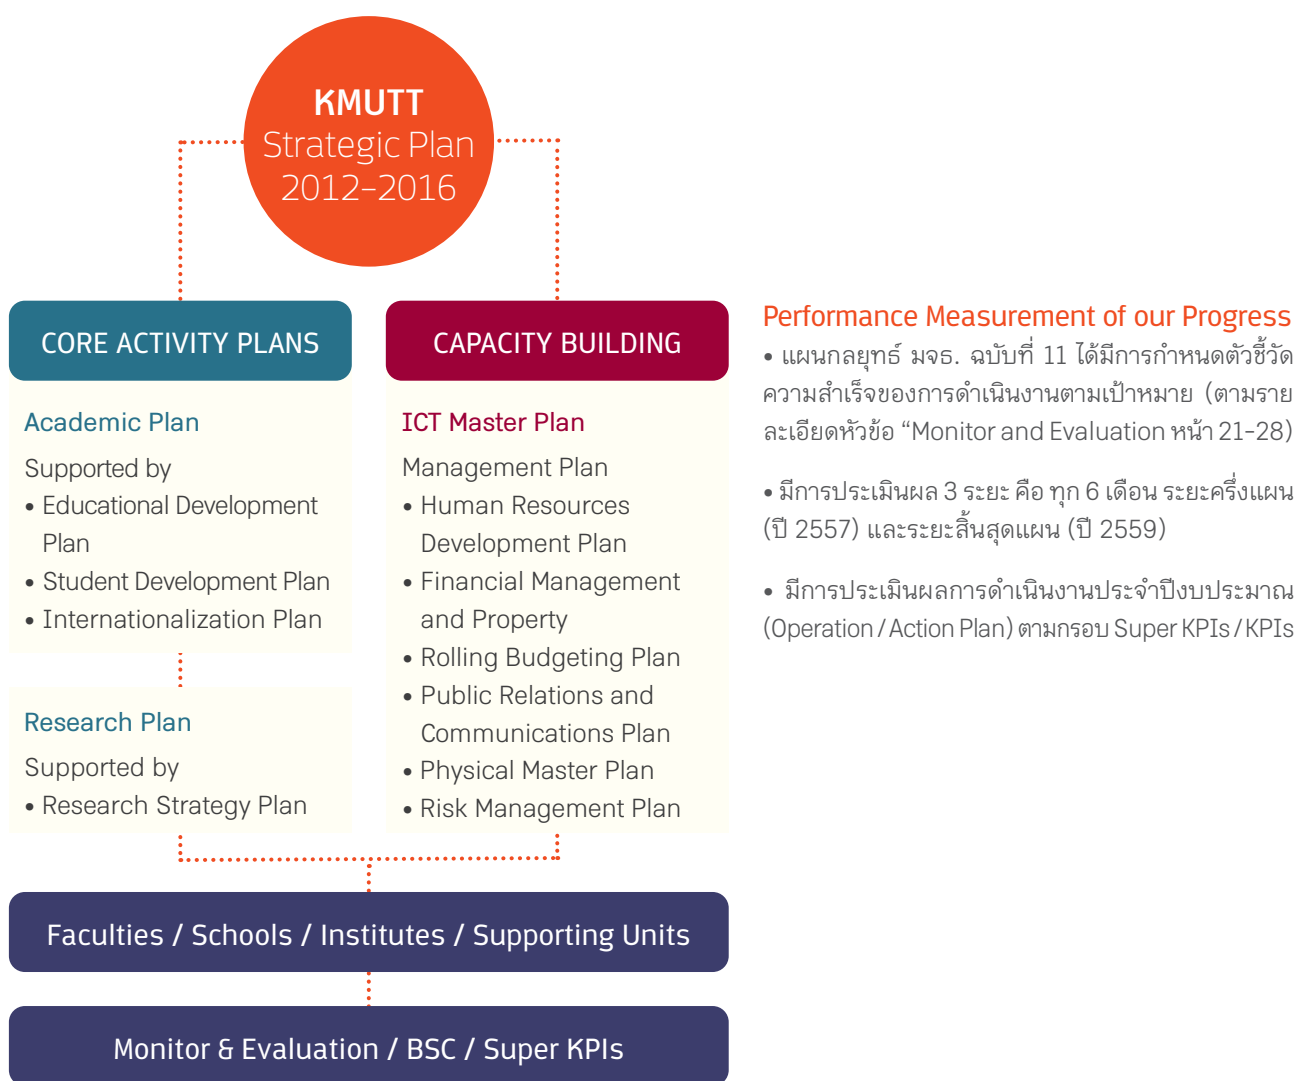 KMUTT
Strategic Plan
2012–2016
CORE ACTIVITY PLANS
Academic Plan
Supported by
• Educational Development
Plan
• Student Development Plan
• Internationalization Plan
Research Plan
Supported by
• Research Strategy Plan
CAPACITY BUILDING
ICT Master Plan
Management Plan
• Human Resources
Development Plan
• Financial Management
and Property
• Rolling Budgeting Plan
• Public Relations and
Communications Plan
• Physical Master Plan
• Risk Management Plan
Faculties / Schools / Institutes / Supporting Units
Monitor & Evaluation / BSC / Super KPIs
Performance Measurement of our Progress
• แผนกลยุทธ์ มจธ. ฉบับที่ 11 ได้มีการกำหนดตัวชี้วัด
ความสำเร็จของการดำเนินงานตามเป้าหมาย (ตามราย
ละเอียดหัวข้อ “Monitor and Evaluation หน้า 21-28)
• มีการประเมินผล 3 ระยะ คือ ทุก 6 เดือน ระยะครึ่งแผน
(ปี 2557) และระยะสิ้นสุดแผน (ปี 2559)
• มีการประเมินผลการดำเนินงานประจำปีงบประมาณ
(Operation / Action Plan) ตามกรอบ Super KPIs / KPIs